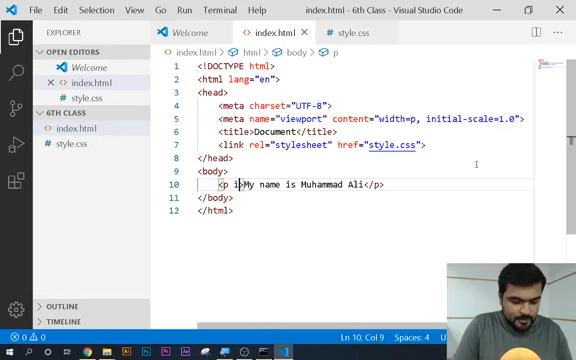 File Edit Selection View Go Run Terminal Help index.html - 6th Class - Visual Studio Code
EXPLORER
Welcome
index.html
style.css
OPEN EDITORS
Welcome
index.html
style.css
6TH CLASS
index.html
style.css
OUTLINE
TIMELINE
index.html > html > body > p
1 <!DOCTYPE html>
2 <html lang="en">
3 <head>
4 <meta charset="UTF-8">
5 <meta name="viewport" content="width=p, initial-scale=1.0">
6 <title>Document</title>
7 <link rel="stylesheet" href="style.css">
8 </head>
9 <body>
10 <p i>My name is Muhammad Ali</p>
11 </body>
12 </html>
0 0
Ln 10, Col 9 Spaces: 4